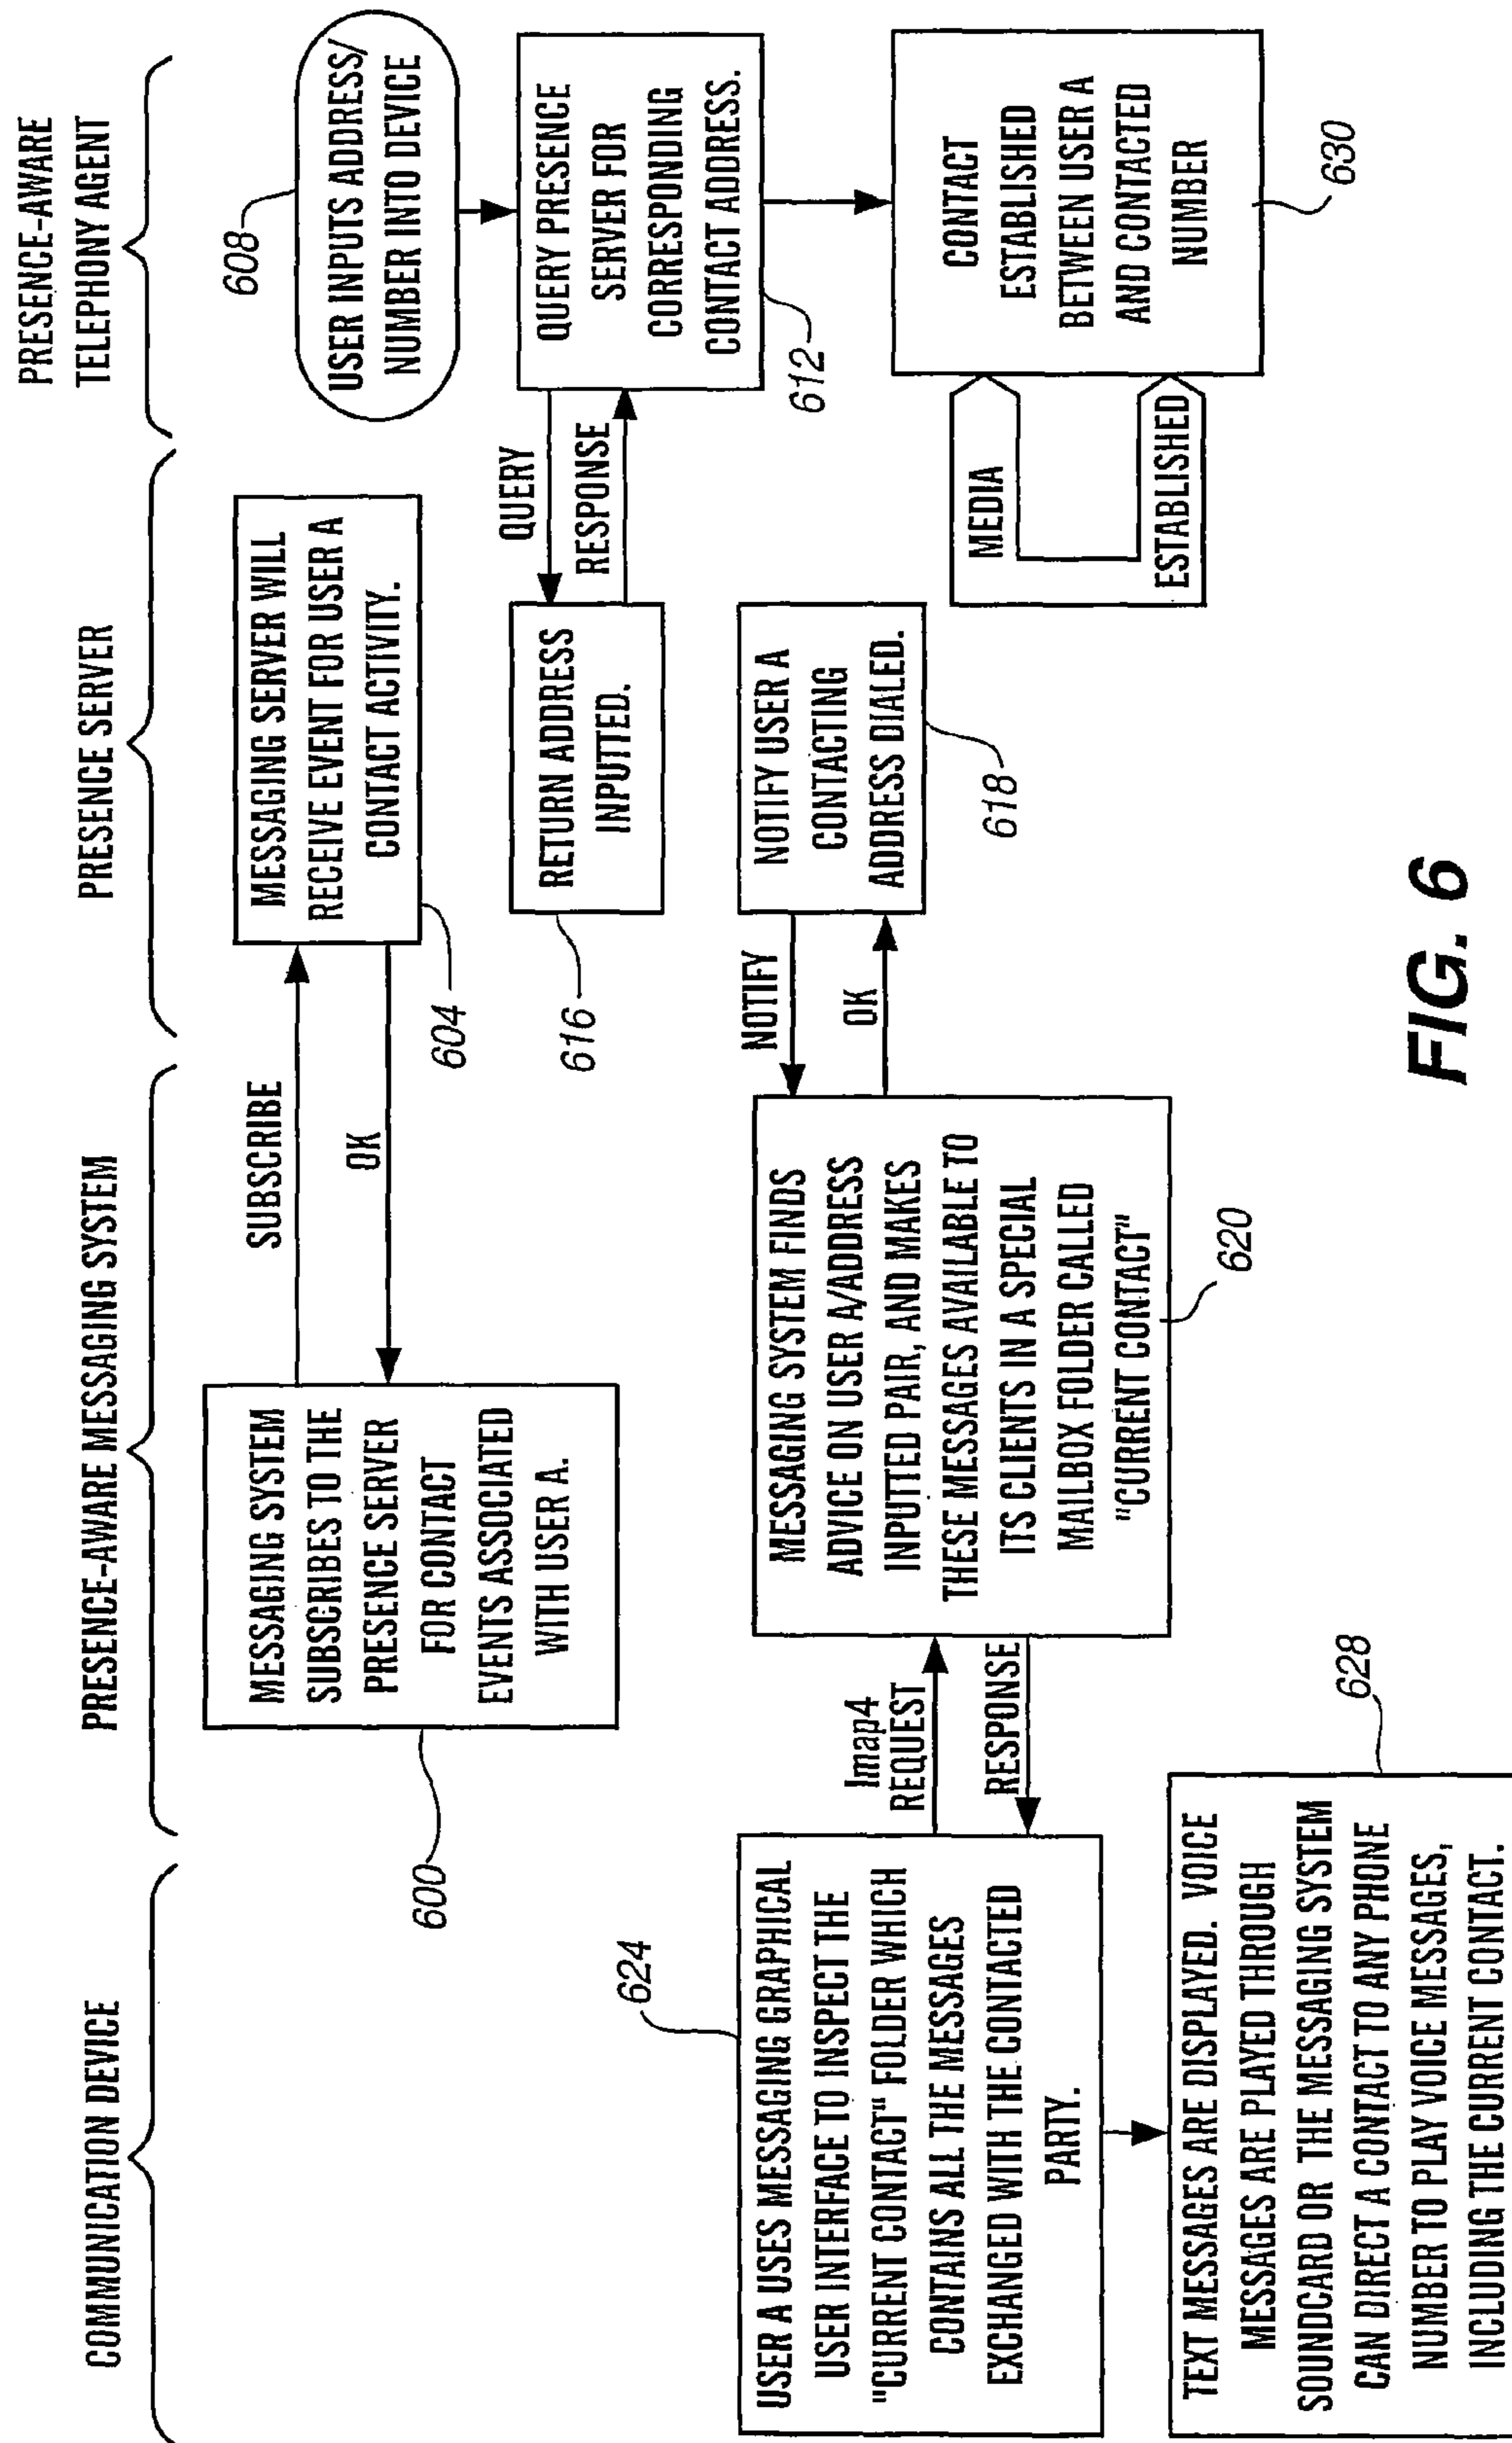 COMMUNICATION DEVICE
PRESENCE-AWARE MESSAGING SYSTEM
PRESENCE SERVER
PRESENCE-AWARE
TELEPHONY AGENT
MESSAGING SYSTEM
SUBSCRIBES TO THE
PRESENCE SERVER
FOR CONTACT
EVENTS ASSOCIATED
WITH USER A.
600
SUBSCRIBE
OK
MESSAGING SERVER WILL
RECEIVE EVENT FOR USER A
CONTACT ACTIVITY.
604
608
USER INPUTS ADDRESS/
NUMBER INTO DEVICE
QUERY PRESENCE
SERVER FOR
CORRESPONDING
CONTACT ADDRESS.
612
QUERY
RESPONSE
RETURN ADDRESS
INPUTTED.
616
NOTIFY USER A
CONTACTING
ADDRESS DIALED.
618
NOTIFY
OK
MESSAGING SYSTEM FINDS
ADVICE ON USER A/ADDRESS
INPUTTED PAIR, AND MAKES
THESE MESSAGES AVAILABLE TO
ITS CLIENTS IN A SPECIAL
MAILBOX FOLDER CALLED
"CURRENT CONTACT"
620
Imap4
REQUEST
RESPONSE
624
USER A USES MESSAGING GRAPHICAL
USER INTERFACE TO INSPECT THE
"CURRENT CONTACT" FOLDER WHICH
CONTAINS ALL THE MESSAGES
EXCHANGED WITH THE CONTACTED
PARTY.
628
TEXT MESSAGES ARE DISPLAYED. VOICE
MESSAGES ARE PLAYED THROUGH
SOUNDCARD OR THE MESSAGING SYSTEM
CAN DIRECT A CONTACT TO ANY PHONE
NUMBER TO PLAY VOICE MESSAGES,
INCLUDING THE CURRENT CONTACT.
MEDIA
ESTABLISHED
CONTACT
ESTABLISHED
BETWEEN USER A
AND CONTACTED
NUMBER
630
FIG. 6